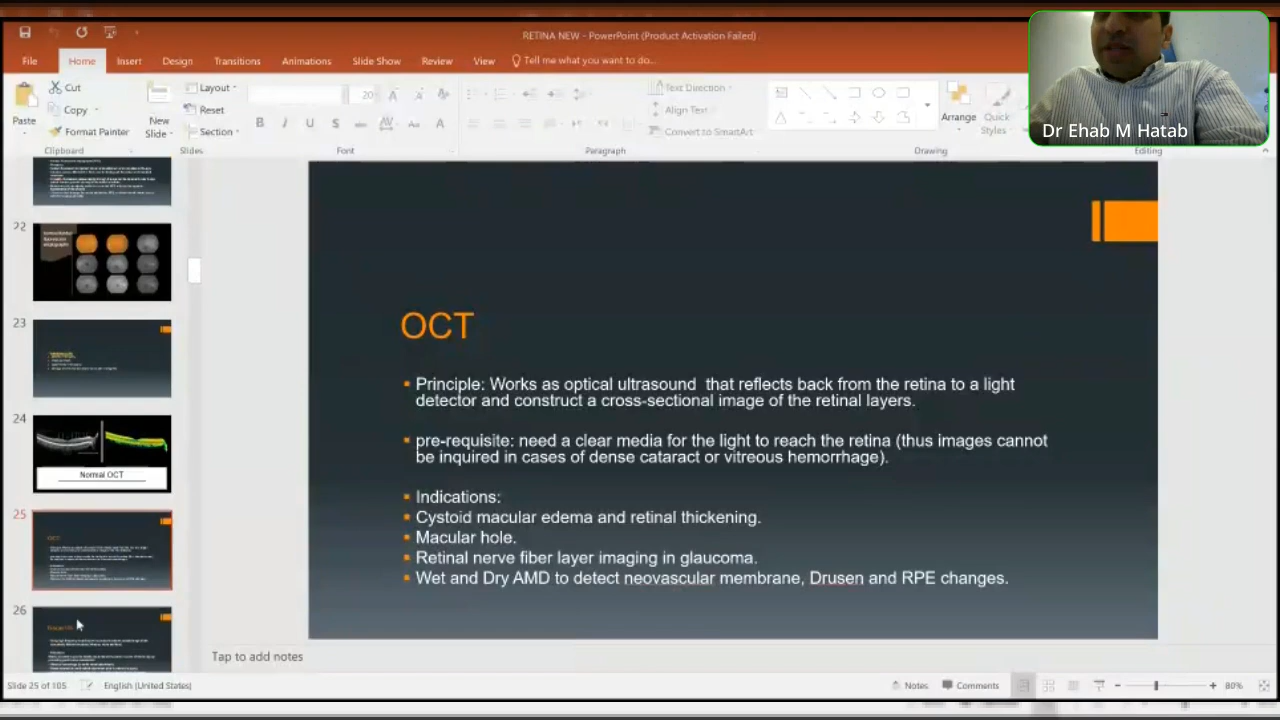 RETINA NEW - PowerPoint (Product Activation Failed)
File Home Insert Design Transitions Animations Slide Show Review View Tell me what you want to do...
Cut
Copy
Format Painter
Paste
Clipboard
New
Slide
Layout
Reset
Section
Slides
20
B I U S
Font
Paragraph
Text Direction
Align Text
Convert to SmartArt
Arrange
Quick
Styles
Drawing
Editing
Dr Ehab M Hatab
22
23
24
Normal OCT
25
26
OCT
Principle: Works as optical ultrasound that reflects back from the retina to a light
detector and construct a cross-sectional image of the retinal layers.
pre-requisite: need a clear media for the light to reach the retina (thus images cannot
be inquired in cases of dense cataract or vitreous hemorrhage).
Indications:
Cystoid macular edema and retinal thickening.
Macular hole.
Retinal nerve fiber layer imaging in glaucoma.
Wet and Dry AMD to detect neovascular membrane, Drusen and RPE changes.
Tap to add notes
Slide 25 of 105 English (United States) Notes Comments 80%